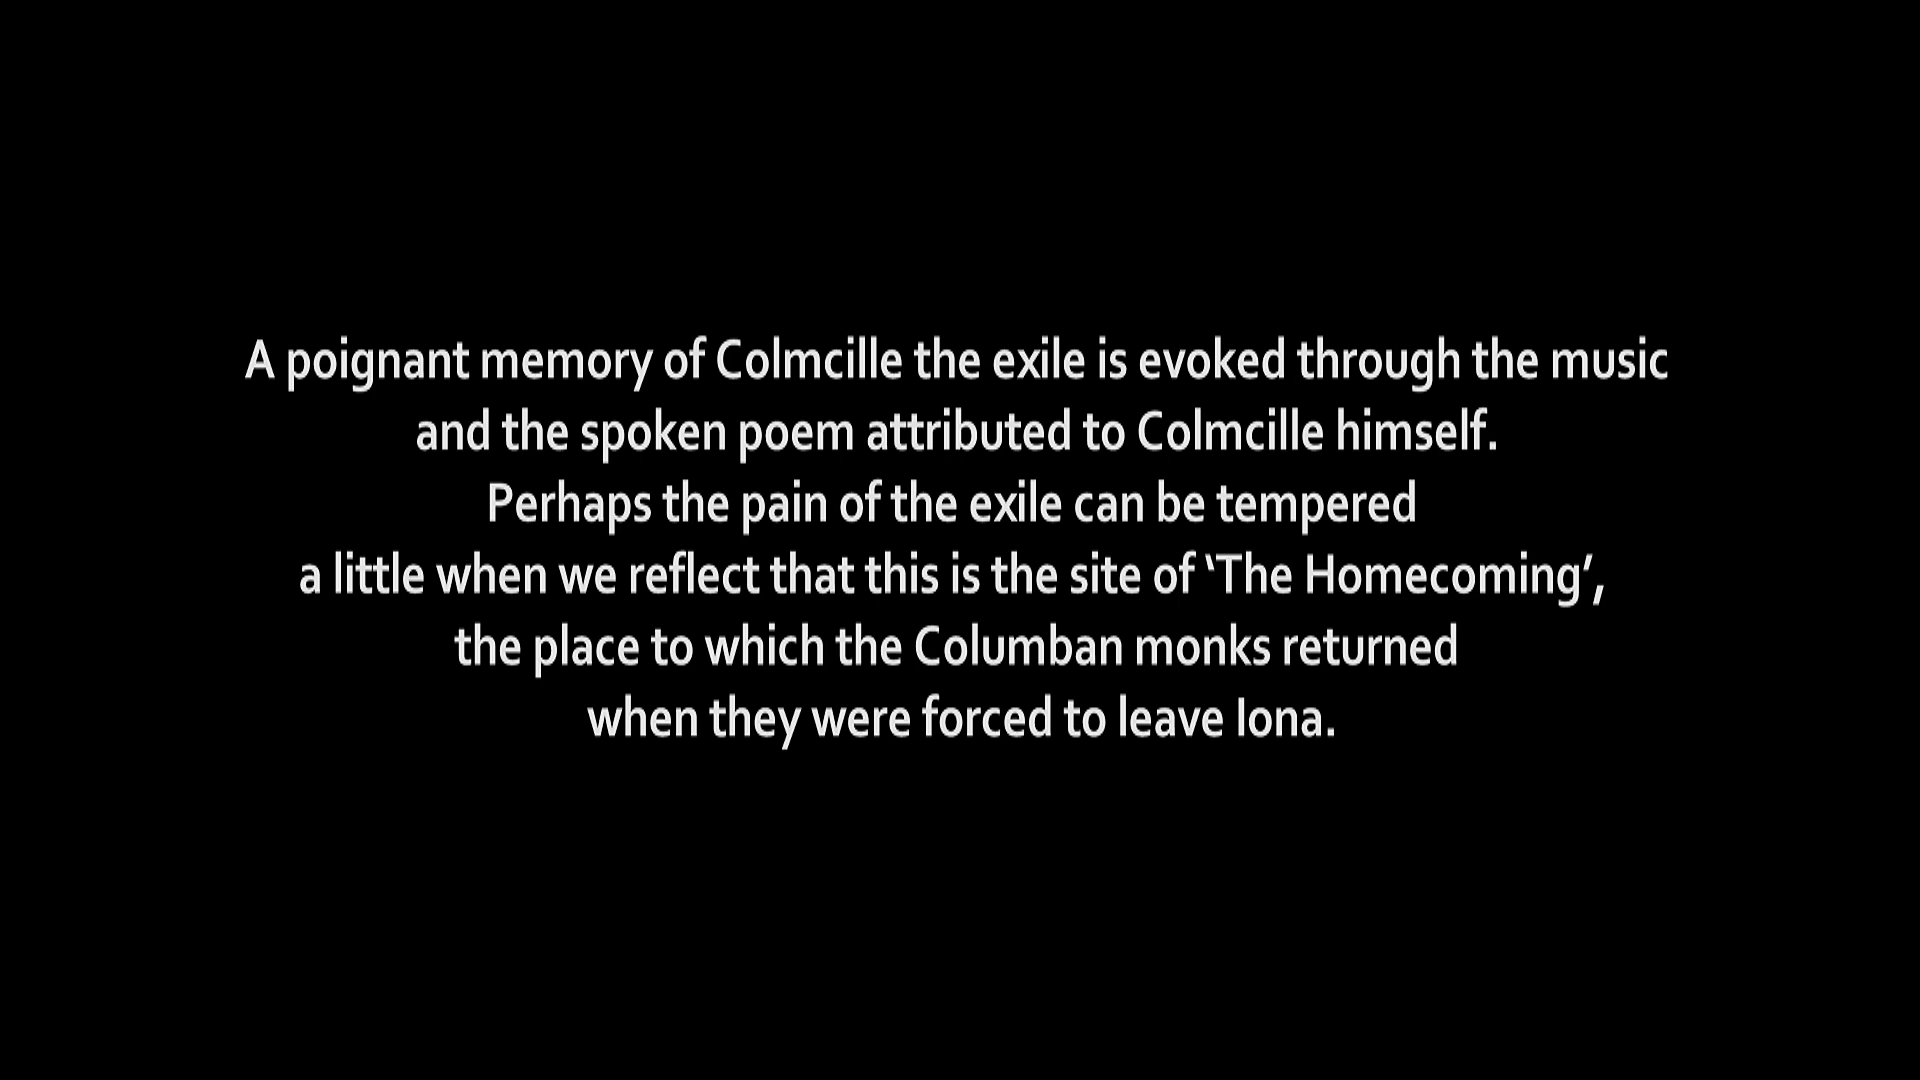 A poignant memory of Colmcille the exile is evoked through the music
and the spoken poem attributed to Colmcille himself.
Perhaps the pain of the exile can be tempered
a little when we reflect that this is the site of ‘The Homecoming’,
the place to which the Columban monks returned
when they were forced to leave Iona.